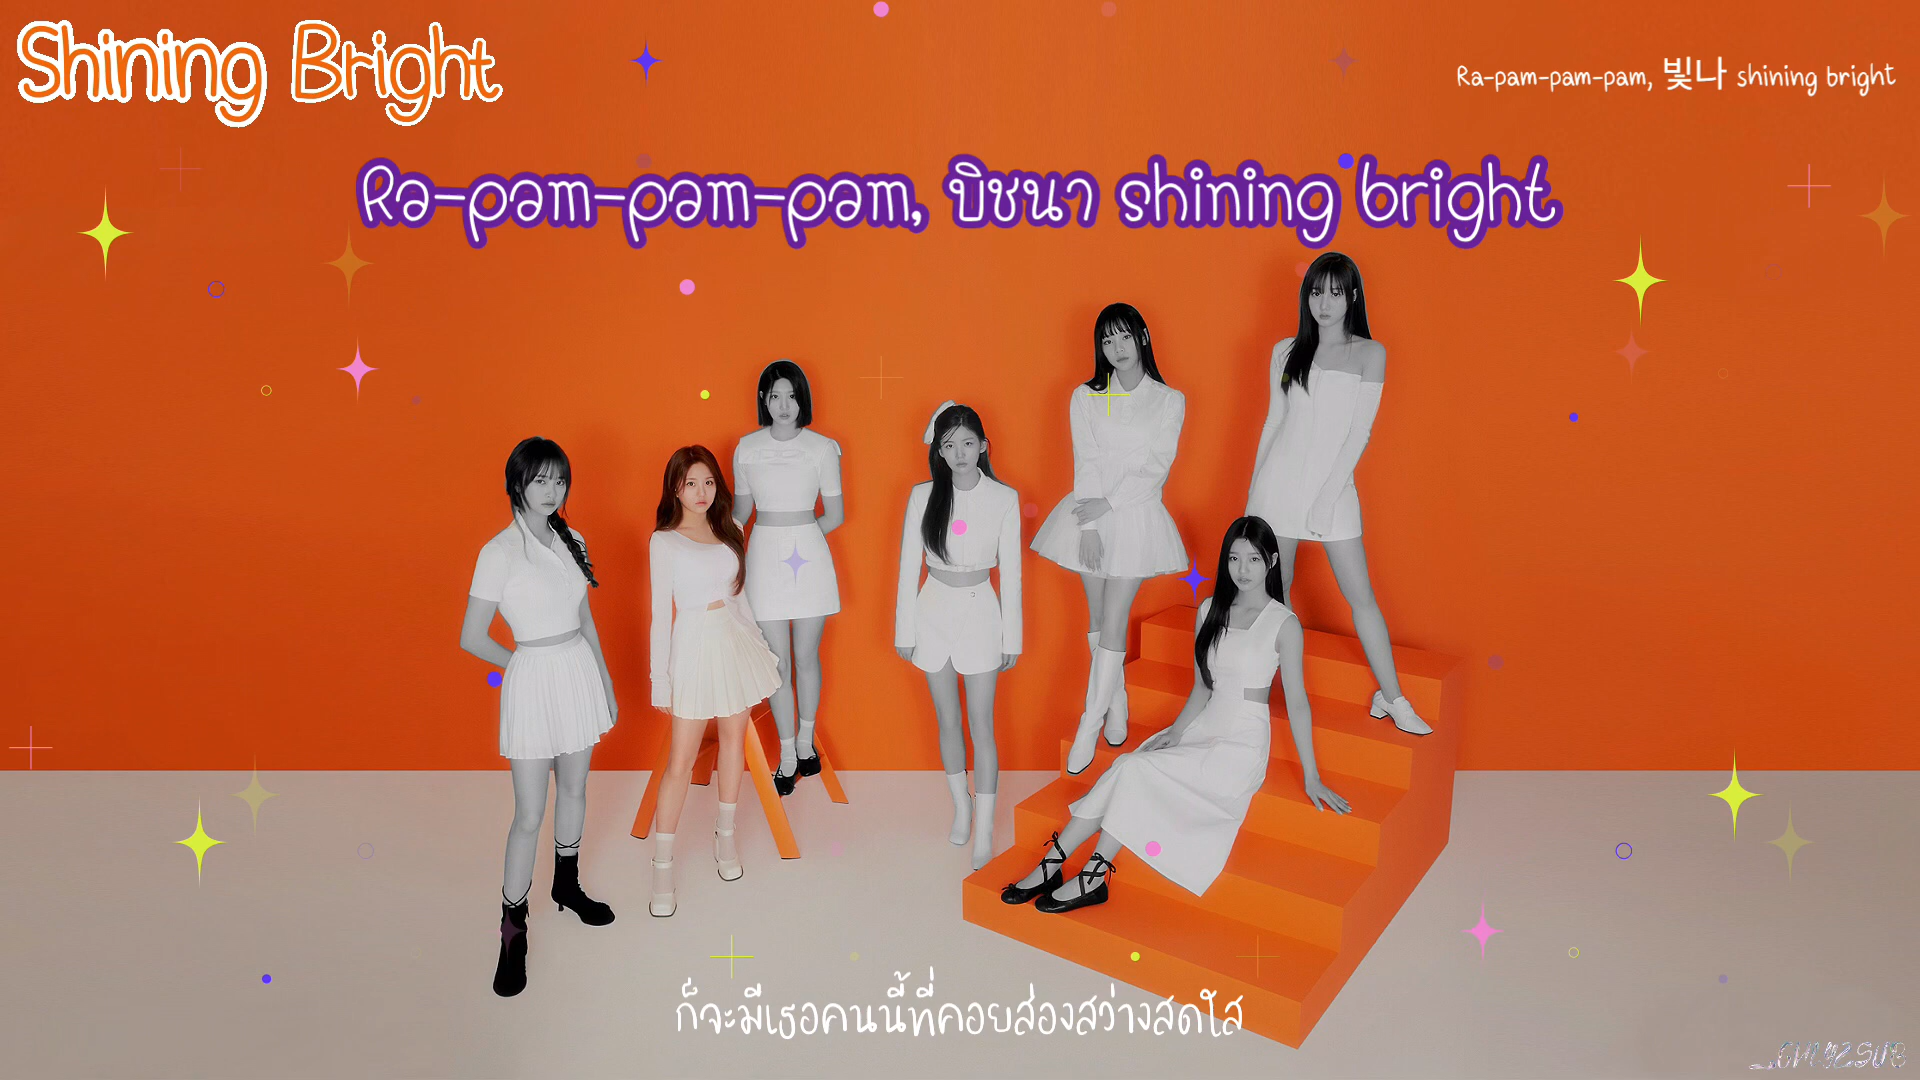 Shining Bright
Ra-pam-pam-pam, 빛나 shining bright
Ra-pam-pam-pam, บิชนา shining bright
ก็จะมีเธอคนนี้ที่คอยส่องสว่างสดใส